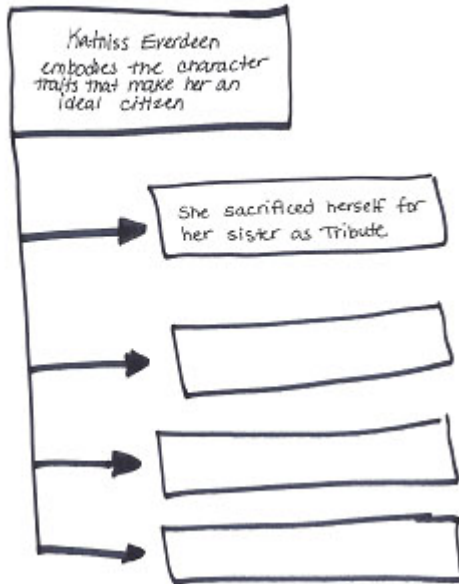 Katniss Everdeen
embodies the character
traits that make her an
ideal citizen
She sacrificed herself for
her sister as Tribute